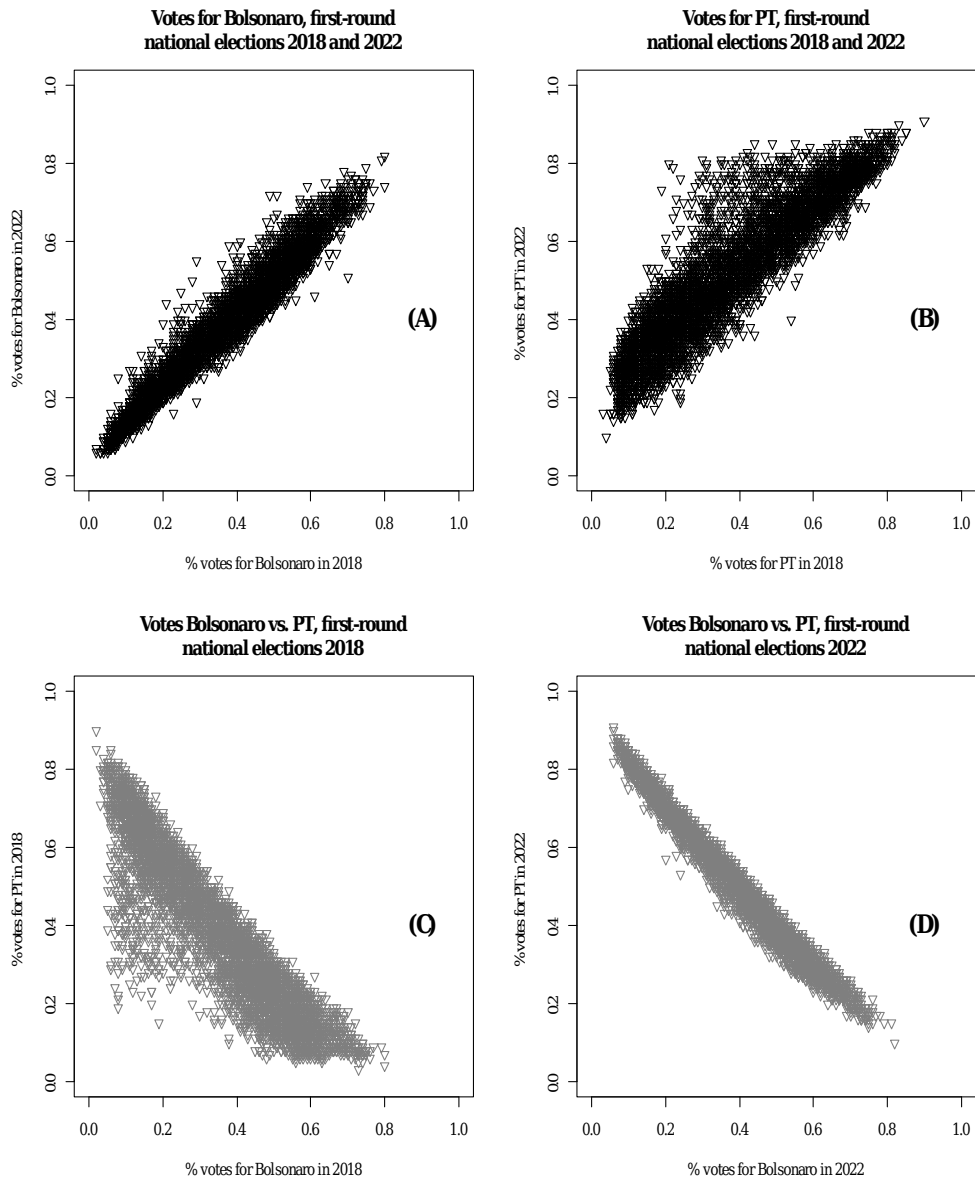 Votes for Bolsonaro, first-round
national elections 2018 and 2022
% votes for Bolsonaro in 2022
1.0
0.8
0.6
0.4
0.2
0.0
(A)
0.0 0.2 0.4 0.6 0.8 1.0
% votes for Bolsonaro in 2018
Votes for PT, first-round
national elections 2018 and 2022
% votes for PT in 2022
1.0
0.8
0.6
0.4
0.2
0.0
(B)
0.0 0.2 0.4 0.6 0.8 1.0
% votes for PT in 2018
Votes Bolsonaro vs. PT, first-round
national elections 2018
% votes for PT in 2018
1.0
0.8
0.6
0.4
0.2
0.0
(C)
0.0 0.2 0.4 0.6 0.8 1.0
% votes for Bolsonaro in 2018
Votes Bolsonaro vs. PT, first-round
national elections 2022
% votes for PT in 2022
1.0
0.8
0.6
0.4
0.2
0.0
(D)
0.0 0.2 0.4 0.6 0.8 1.0
% votes for Bolsonaro in 2022